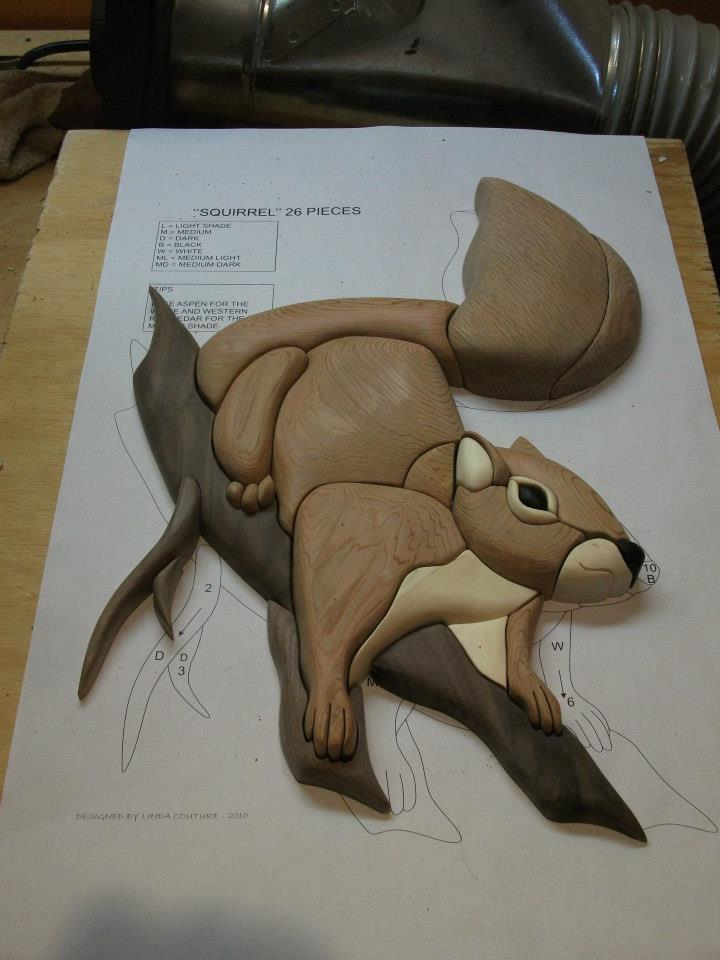 "SQUIRREL" 26 PIECES
L = LIGHT SHADE
M = MEDIUM
D = DARK
B = BLACK
W = WHITE
ML = MEDIUM LIGHT
MD = MEDIUM DARK
TIPS
ASPEN FOR THE
AND WESTERN
FOR THE
SHADE
10
B
2
D
D
3
W
6
M
DESIGNED BY LINDA COUTURE - 2010